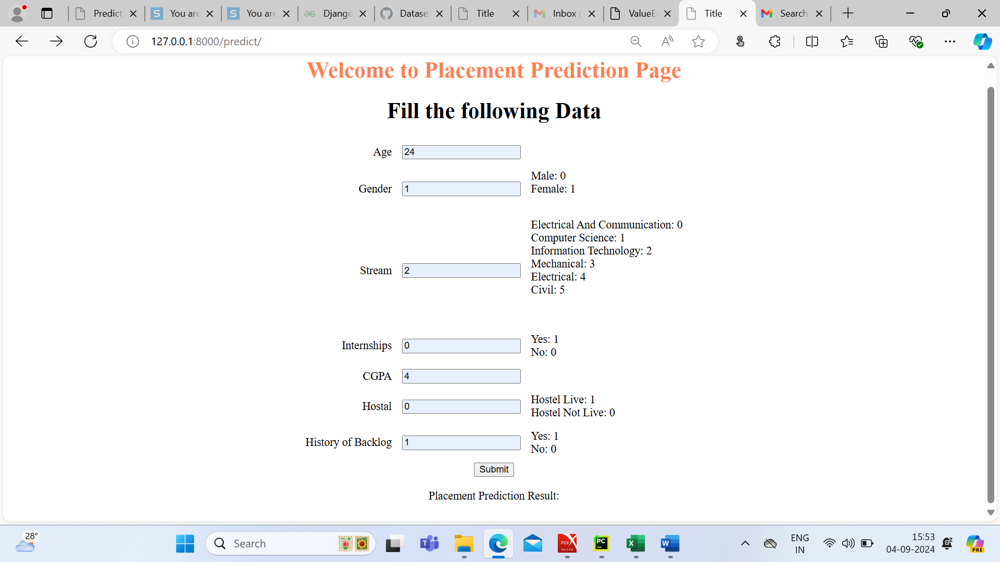 Predict
You are
You are
Django
Datase
Title
Inbox (
ValueE
Title
Search
127.0.0.1:8000/predict/
Welcome to Placement Prediction Page
Fill the following Data
Age 24
Gender 1
Male: 0
Female: 1
Stream 2
Electrical And Communication: 0
Computer Science: 1
Information Technology: 2
Mechanical: 3
Electrical: 4
Civil: 5
Internships 0
Yes: 1
No: 0
CGPA 4
Hostal 0
Hostel Live: 1
Hostel Not Live: 0
History of Backlog 1
Yes: 1
No: 0
Submit
Placement Prediction Result:
28°
Search
ENG
IN
15:53
04-09-2024
PRE